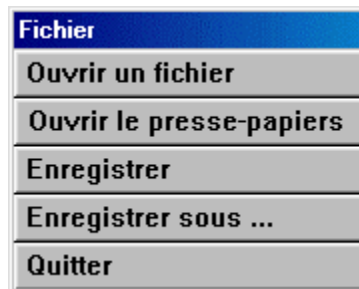 Fichier
Ouvrir un fichier
Ouvrir le presse-papiers
Enregistrer
Enregistrer sous ...
Quitter